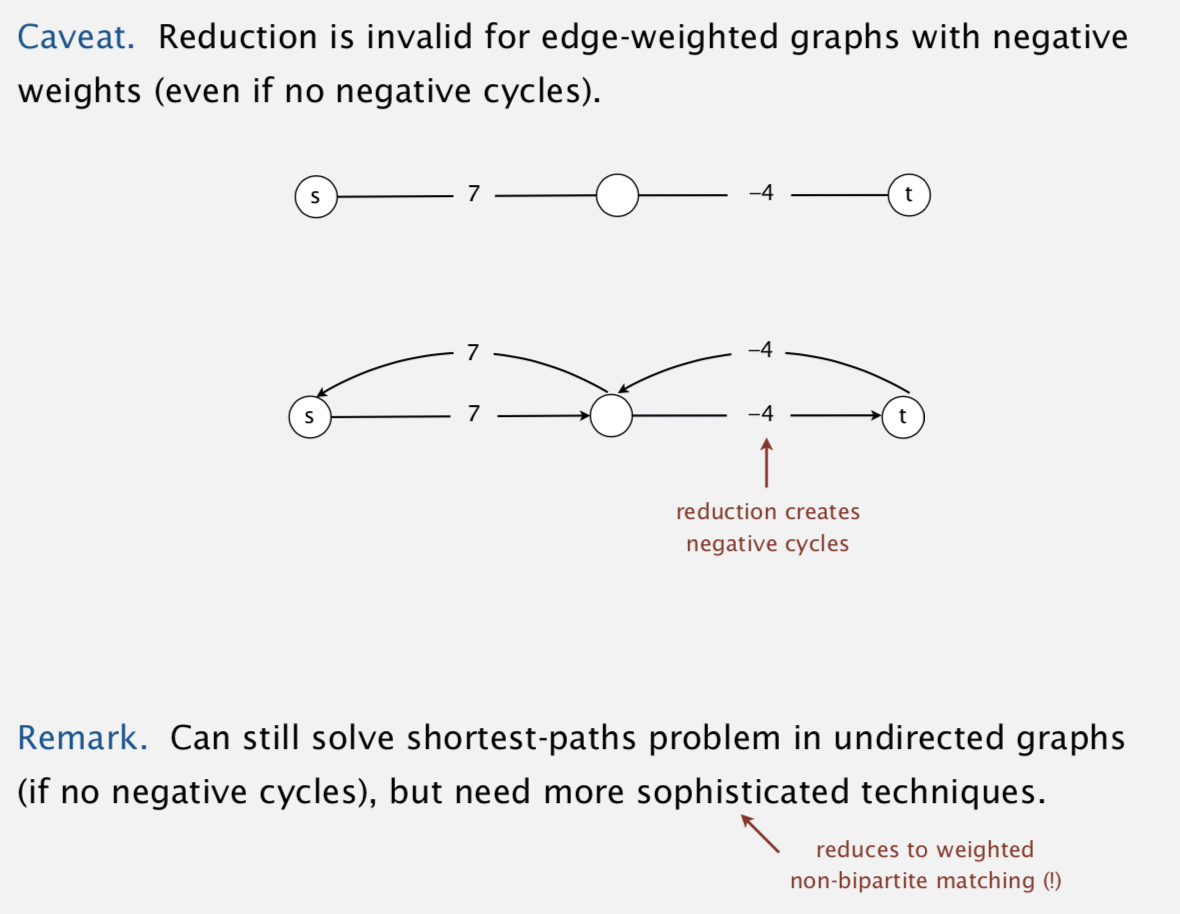 Caveat. Reduction is invalid for edge-weighted graphs with negative
weights (even if no negative cycles).
s 7 –4 t
7 –4
s 7 –4 t
reduction creates
negative cycles
Remark. Can still solve shortest-paths problem in undirected graphs
(if no negative cycles), but need more sophisticated techniques.
reduces to weighted
non-bipartite matching (!)